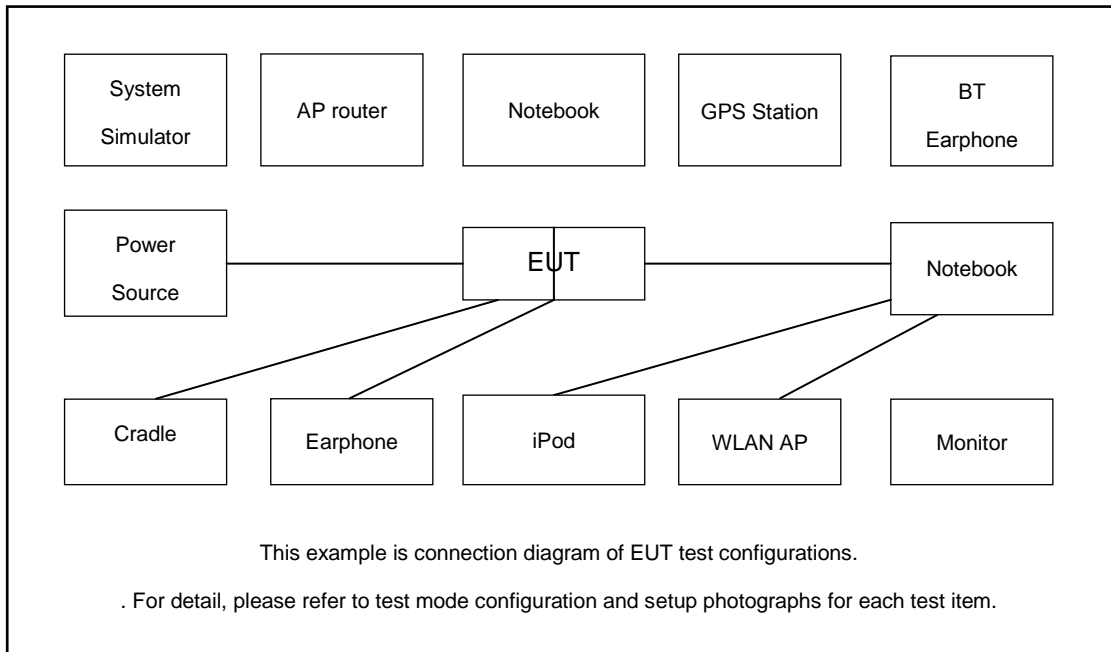 System
Simulator
AP router
Notebook
GPS Station
BT
Earphone
Power
Source
EUT
Notebook
Cradle
Earphone
iPod
WLAN AP
Monitor
This example is connection diagram of EUT test configurations.
. For detail, please refer to test mode configuration and setup photographs for each test item.